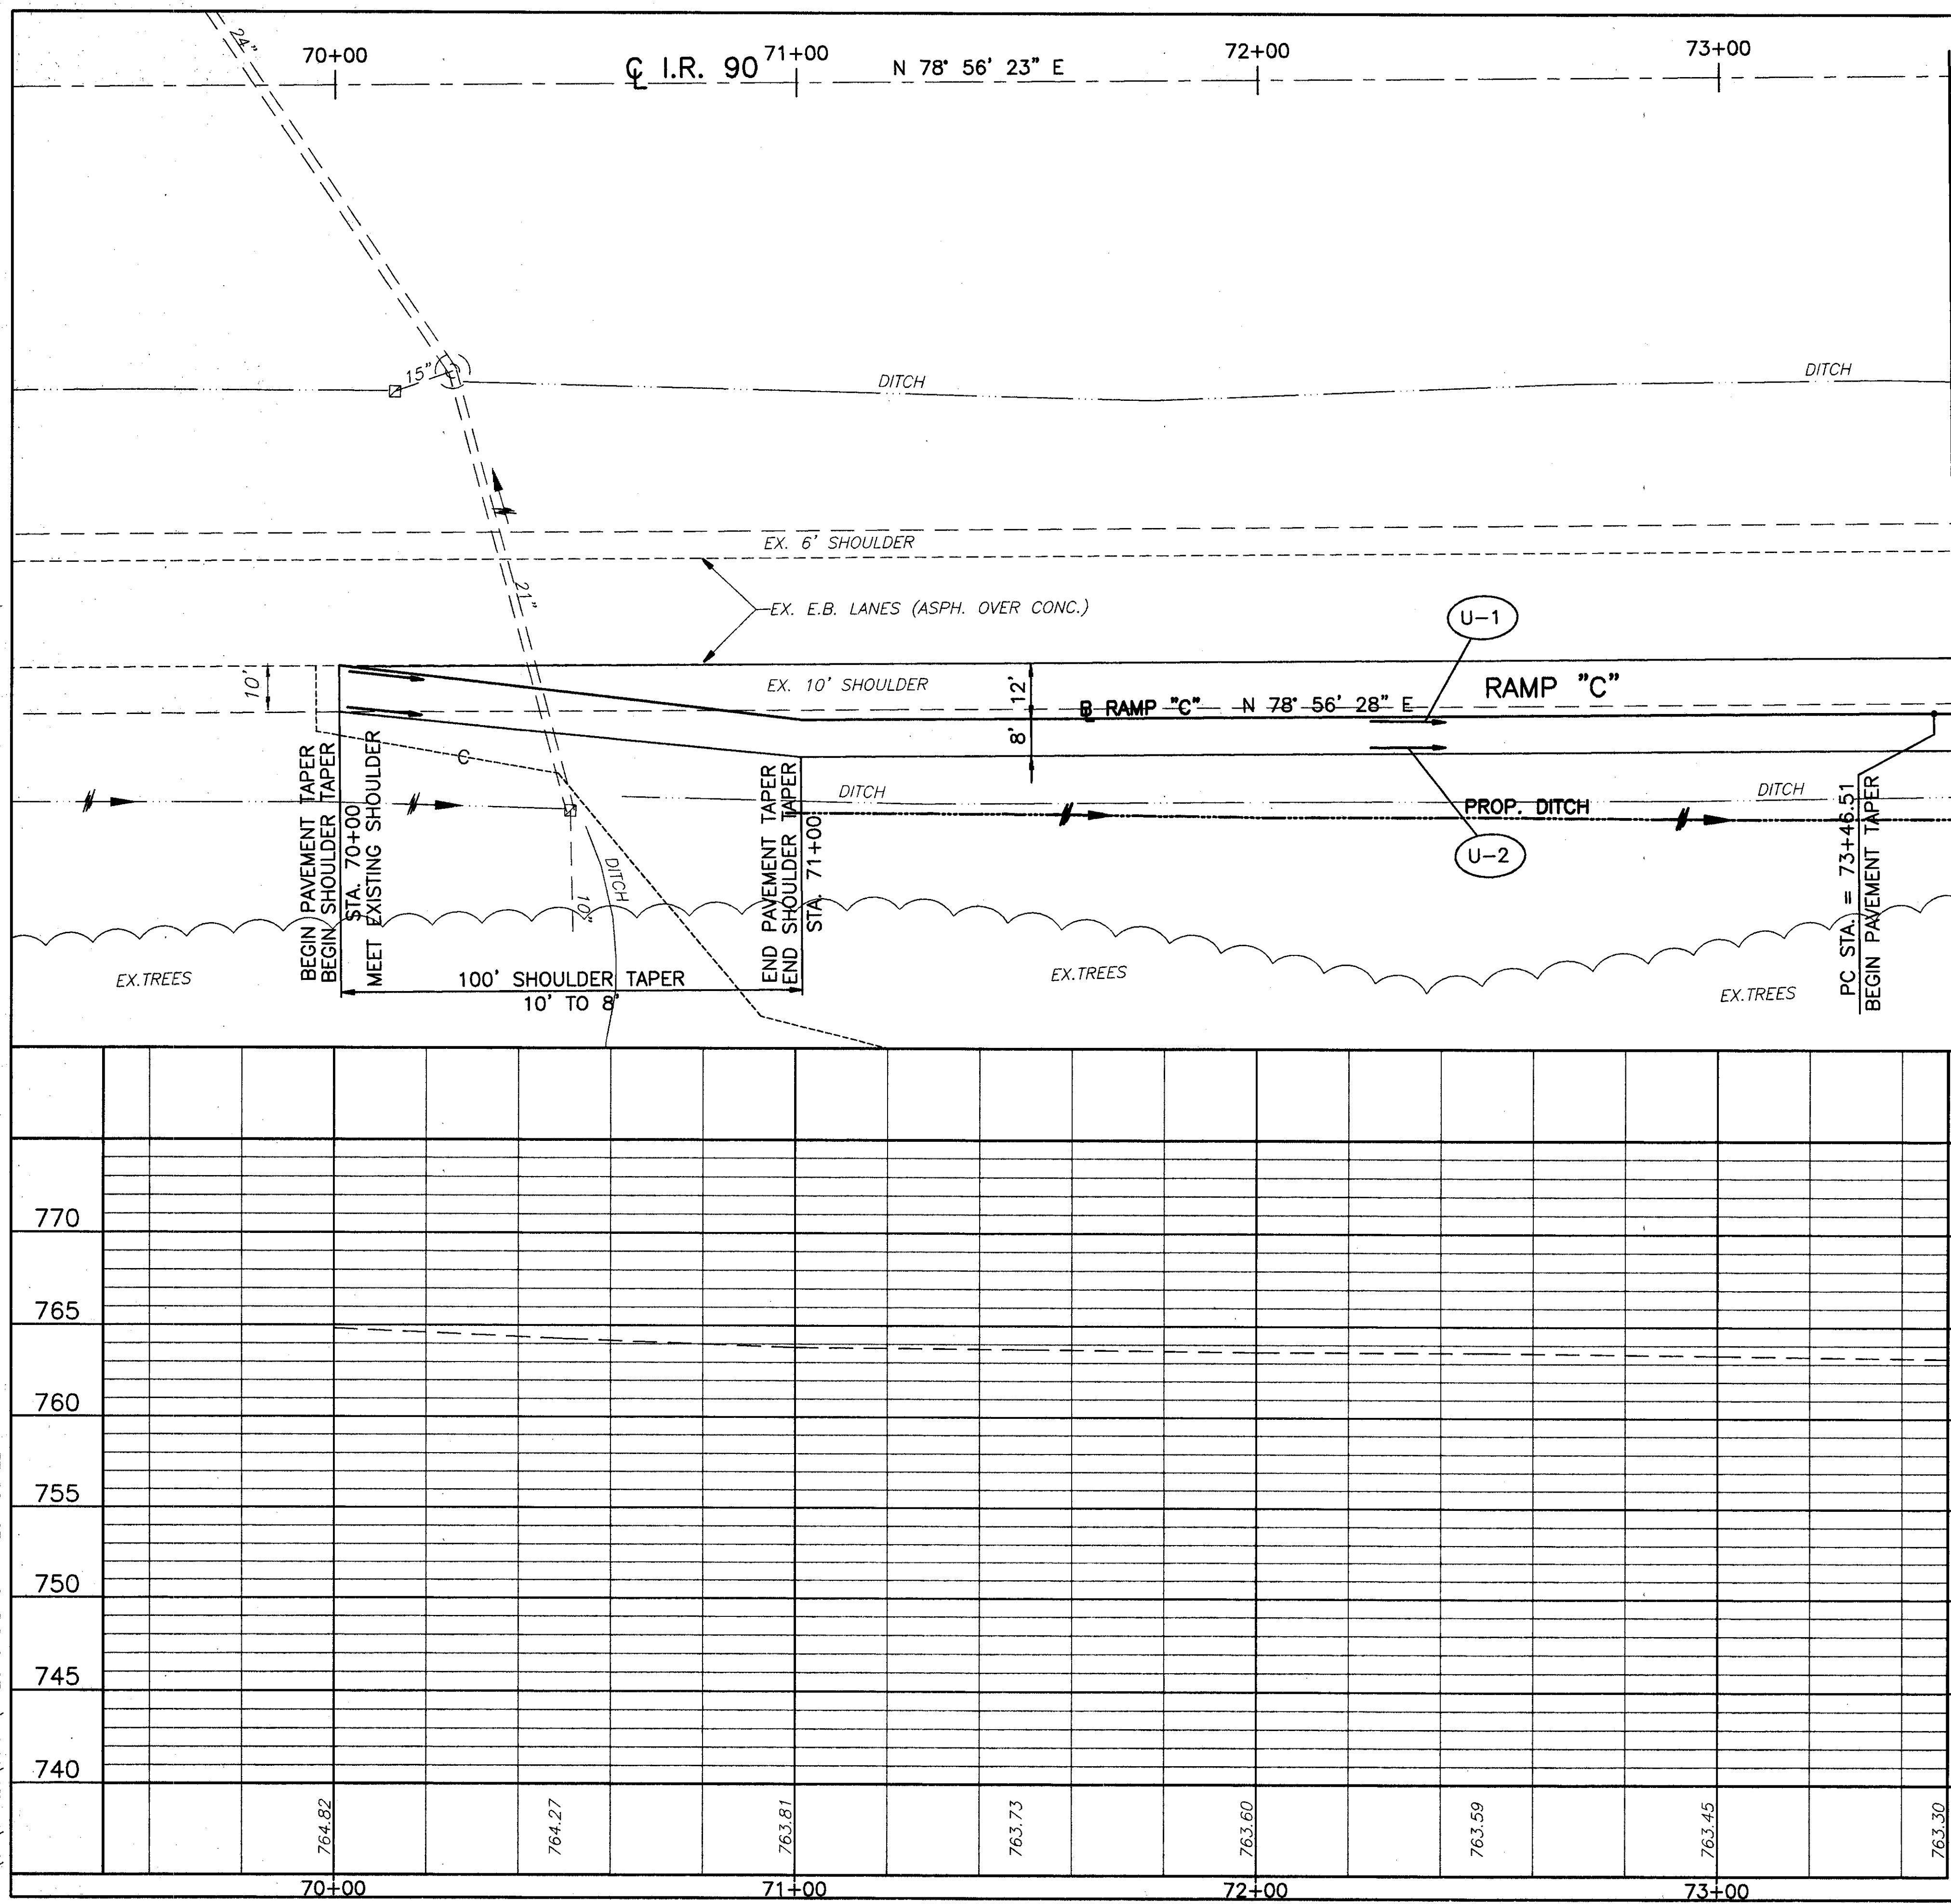 24"
70+00
℄ I.R. 90
71+00
N 78° 56' 23" E
72+00
73+00
15"
DITCH
DITCH
EX. 6' SHOULDER
21"
EX. E.B. LANES (ASPH. OVER CONC.)
U-1
10'
EX. 10' SHOULDER
12'
RAMP "C"
B RAMP "C" N 78° 56' 28" E
8'
C
DITCH
DITCH
PROP. DITCH
U-2
BEGIN PAVEMENT TAPER
BEGIN SHOULDER TAPER
STA. 70+00
MEET EXISTING SHOULDER
DITCH
10"
END PAVEMENT TAPER
END SHOULDER TAPER
STA. 71+00
PC STA. = 73+46.51
BEGIN PAVEMENT TAPER
EX.TREES
100' SHOULDER TAPER
10' TO 8'
EX.TREES
EX.TREES
770
765
760
755
750
745
740
764.82
764.27
763.81
763.73
763.60
763.59
763.45
763.30
70+00
71+00
72+00
73+00